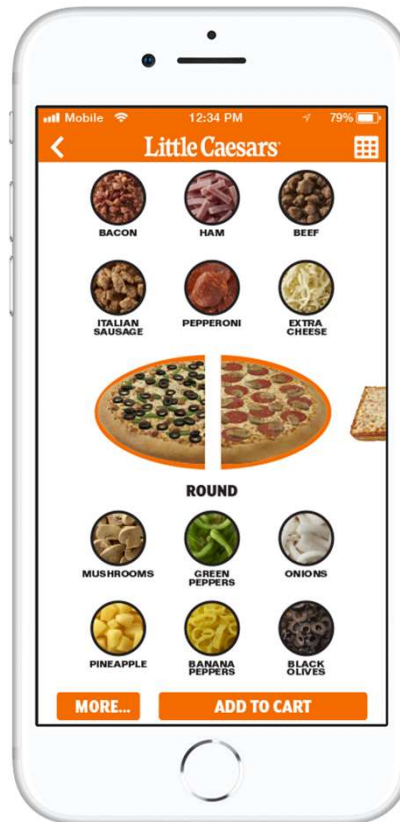 Mobile 12:34 PM 79%
Little Caesars
BACON HAM BEEF
ITALIAN SAUSAGE PEPPERONI EXTRA CHEESE
ROUND
MUSHROOMS GREEN PEPPERS ONIONS
PINEAPPLE BANANA PEPPERS BLACK OLIVES
MORE... ADD TO CART